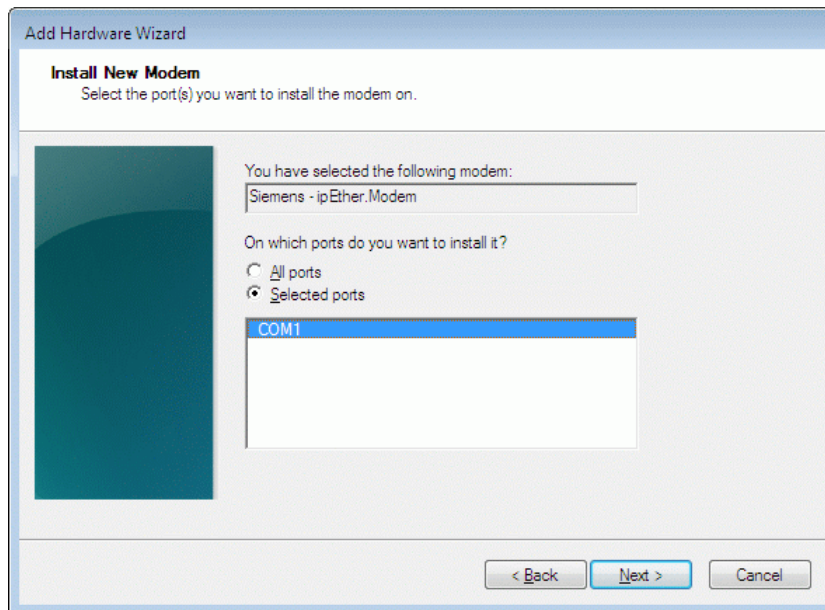 Add Hardware Wizard
Install New Modem
Select the port(s) you want to install the modem on.
You have selected the following modem:
Siemens - ipEther.Modem
On which ports do you want to install it?
All ports
Selected ports
COM1
< Back Next > Cancel